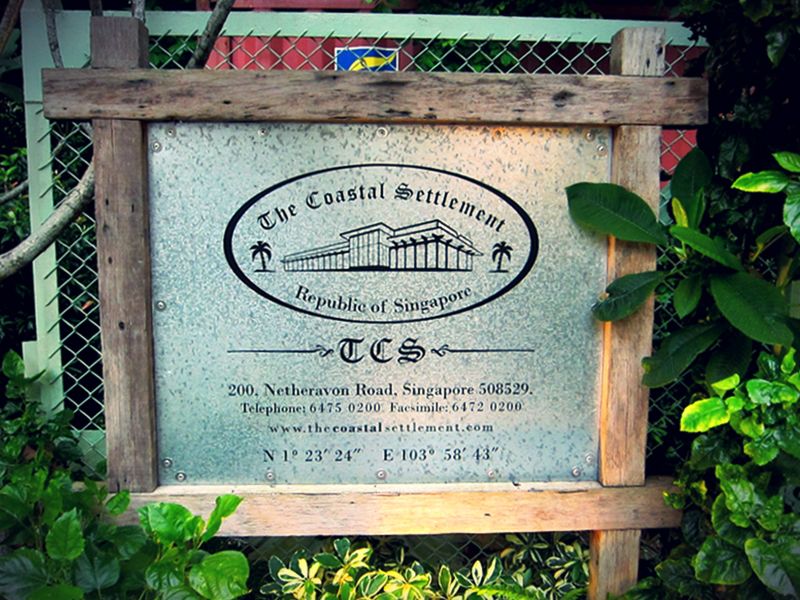 The Coastal Settlement
Republic of Singapore
TCS
200, Netheravon Road, Singapore 508529.
Telephone: 6475 0200 Facsimile: 6472 0200
www.thecoastalsettlement.com
N 1° 23′ 24″ E 103° 58′ 43″